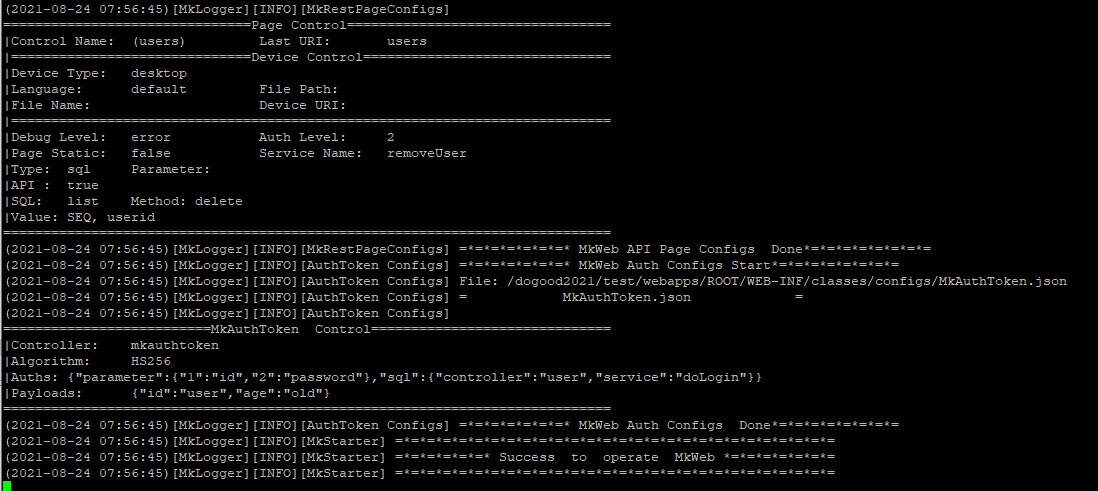 (2021-08-24 07:56:45)[MkLogger][INFO][MkRestPageConfigs]
===============================Page Control=================================
|Control Name:  (users)         Last URI:       users
|==============================Device Control===============================
|Device Type:   desktop
|Language:      default         File Path:
|File Name:                     Device URI:
|===========================================================================
|Debug Level:   error           Auth Level:     2
|Page Static:   false           Service Name:   removeUser
|Type:  sql     Parameter:
|API :  true
|SQL:   list    Method: delete
|Value: SEQ, userid
============================================================================
(2021-08-24 07:56:45)[MkLogger][INFO][MkRestPageConfigs] =*=*=*=*=*=*=* MkWeb API Page Configs  Done*=*=*=*=*=*=*=*=
(2021-08-24 07:56:45)[MkLogger][INFO][AuthToken Configs] =*=*=*=*=*=*=* MkWeb Auth Configs Start*=*=*=*=*=*=*=*=
(2021-08-24 07:56:45)[MkLogger][INFO][AuthToken Configs] File: /dogood2021/test/webapps/ROOT/WEB-INF/classes/configs/MkAuthToken.json
(2021-08-24 07:56:45)[MkLogger][INFO][AuthToken Configs] =            MkAuthToken.json             =
(2021-08-24 07:56:45)[MkLogger][INFO][AuthToken Configs]
==========================MkAuthToken  Control==============================
|Controller:    mkauthtoken
|Algorithm:     HS256
|Auths: {"parameter":{"1":"id","2":"password"},"sql":{"controller":"user","service":"doLogin"}}
|Payloads:      {"id":"user","age":"old"}
============================================================================
(2021-08-24 07:56:45)[MkLogger][INFO][AuthToken Configs] =*=*=*=*=*=*=* MkWeb Auth Configs  Done*=*=*=*=*=*=*=*=
(2021-08-24 07:56:45)[MkLogger][INFO][MkStarter] =*=*=*=*=*=*=*=*=*=*=*=*=*=*=*=*=*=*=*=*=*=*=*=*=*=*=*=
(2021-08-24 07:56:45)[MkLogger][INFO][MkStarter] =*=*=*=*=*=* Success  to  operate  MkWeb *=*=*=*=*=*=*=
(2021-08-24 07:56:45)[MkLogger][INFO][MkStarter] =*=*=*=*=*=*=*=*=*=*=*=*=*=*=*=*=*=*=*=*=*=*=*=*=*=*=*=